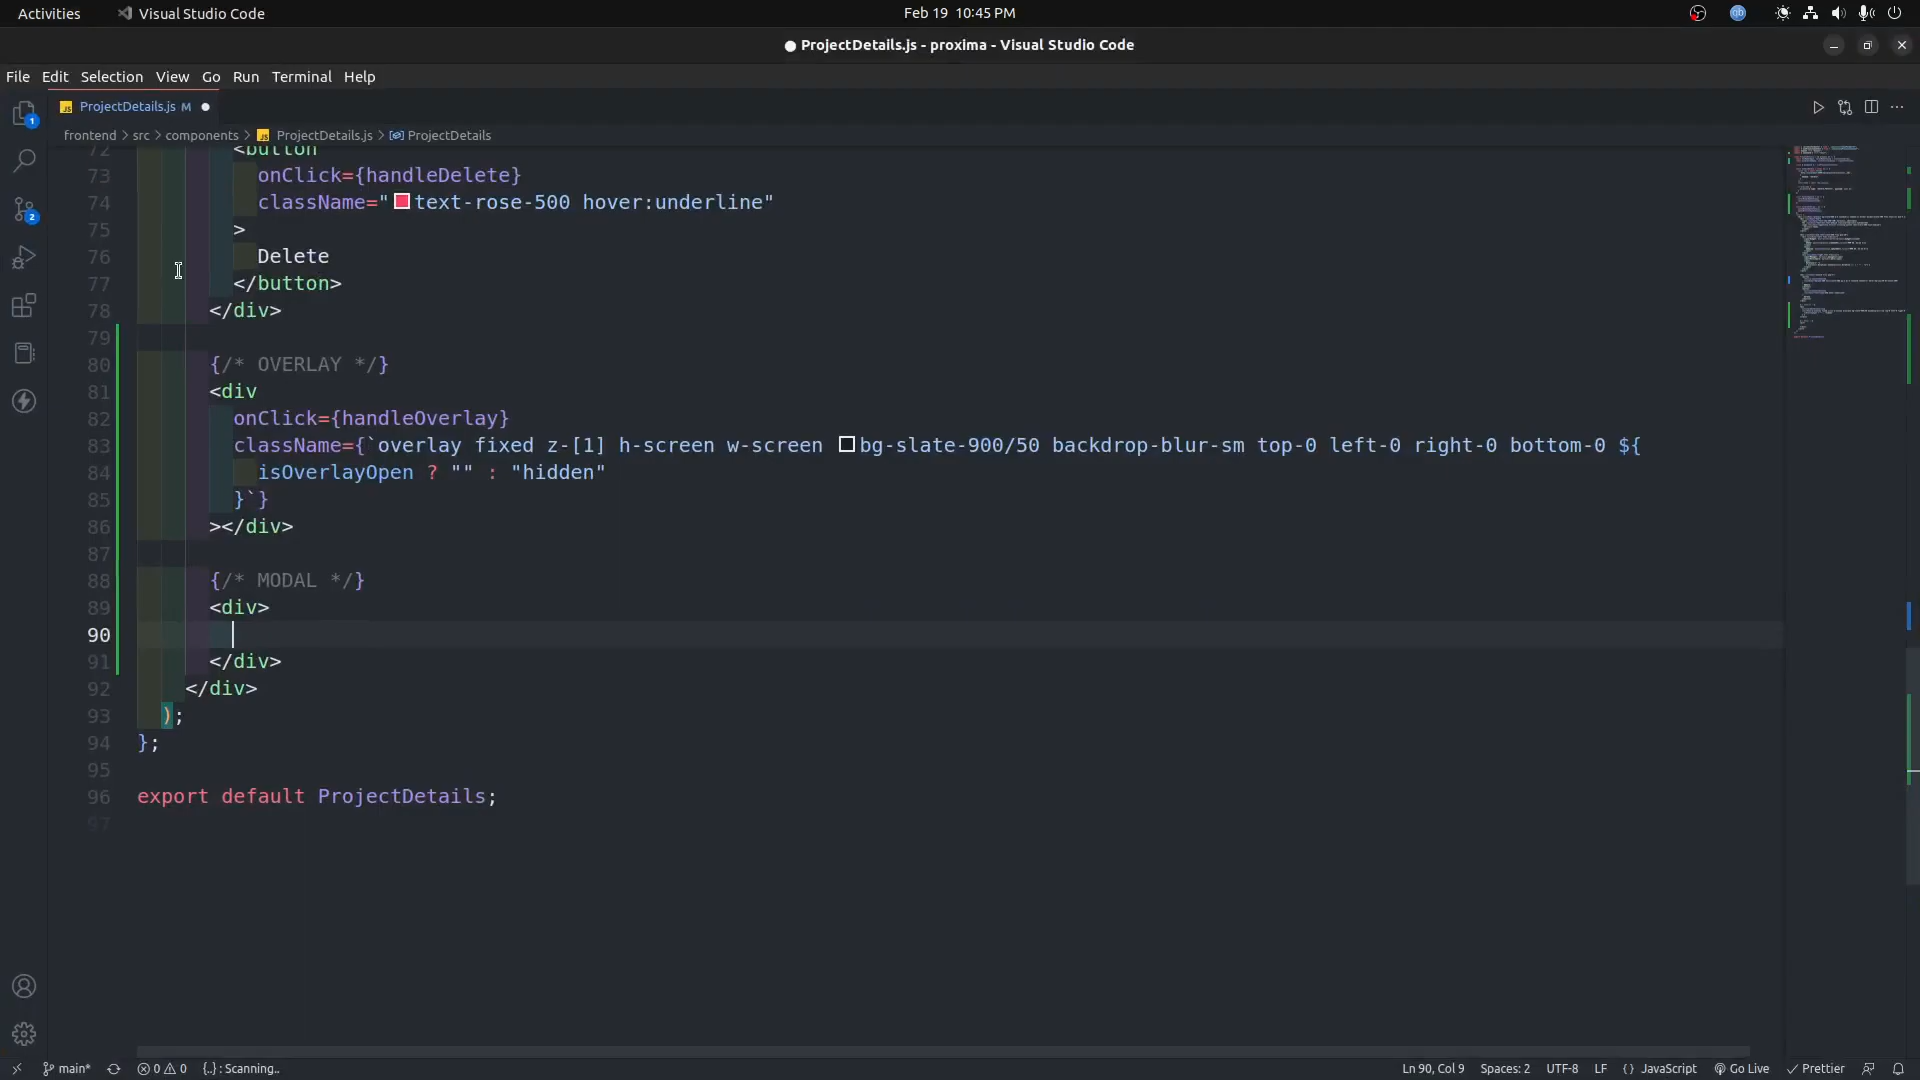 Activities Visual Studio Code Feb 19 10:45 PM
ProjectDetails.js - proxima - Visual Studio Code
File Edit Selection View Go Run Terminal Help
JS ProjectDetails.js M
frontend > src > components > JS ProjectDetails.js > ProjectDetails
72 <button
73 onClick={handleDelete}
74 className="text-rose-500 hover:underline"
75 >
76 Delete
77 </button>
78 </div>
79
80 {/* OVERLAY */}
81 <div
82 onClick={handleOverlay}
83 className={`overlay fixed z-[1] h-screen w-screen bg-slate-900/50 backdrop-blur-sm top-0 left-0 right-0 bottom-0 ${
84 isOverlayOpen ? "" : "hidden"
85 }`}
86 ></div>
87
88 {/* MODAL */}
89 <div>
90
91 </div>
92 </div>
93 );
94 };
95
96 export default ProjectDetails;
97
main* 0 0 {..} : Scanning.. Ln 90, Col 9 Spaces: 2 UTF-8 LF {} JavaScript Go Live Prettier